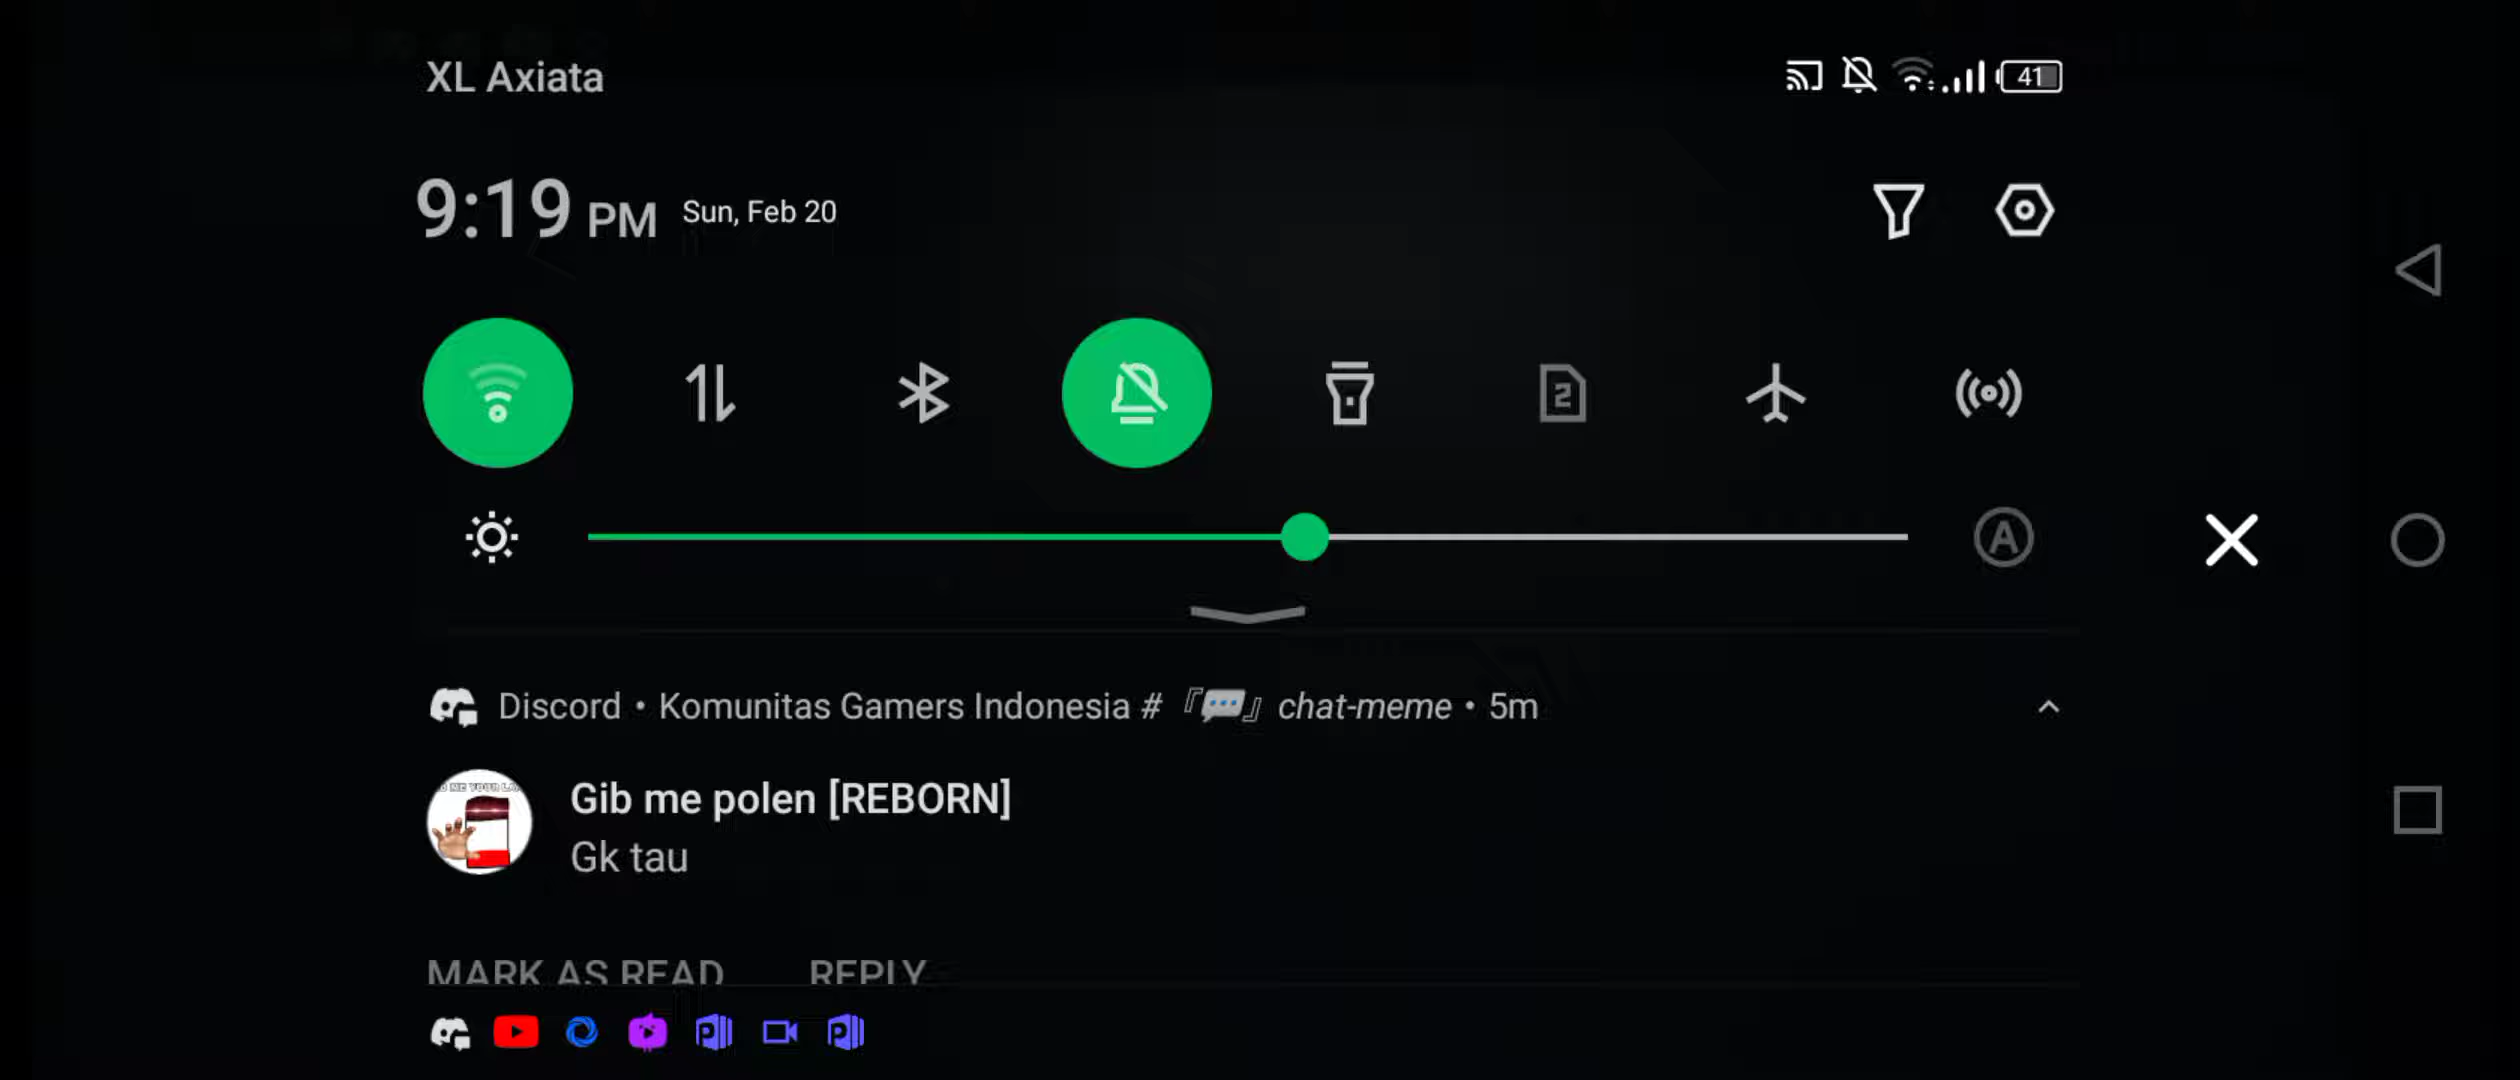 XL Axiata
41
9:19 PM Sun, Feb 20
2
A
Discord • Komunitas Gamers Indonesia # 『💬』 chat-meme • 5m
Gib me polen [REBORN]
Gk tau
MARK AS READ REPLY